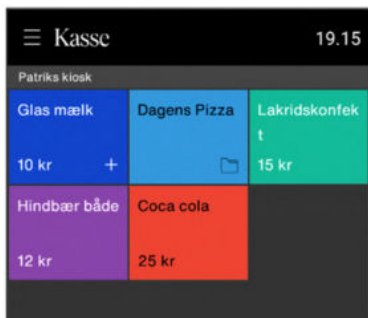 Kasse 19.15
Patriks kiosk
Glas mælk Dagens Pizza Lakridskonfek
t
10 kr + 15 kr
Hindbær både Coca cola
12 kr 25 kr